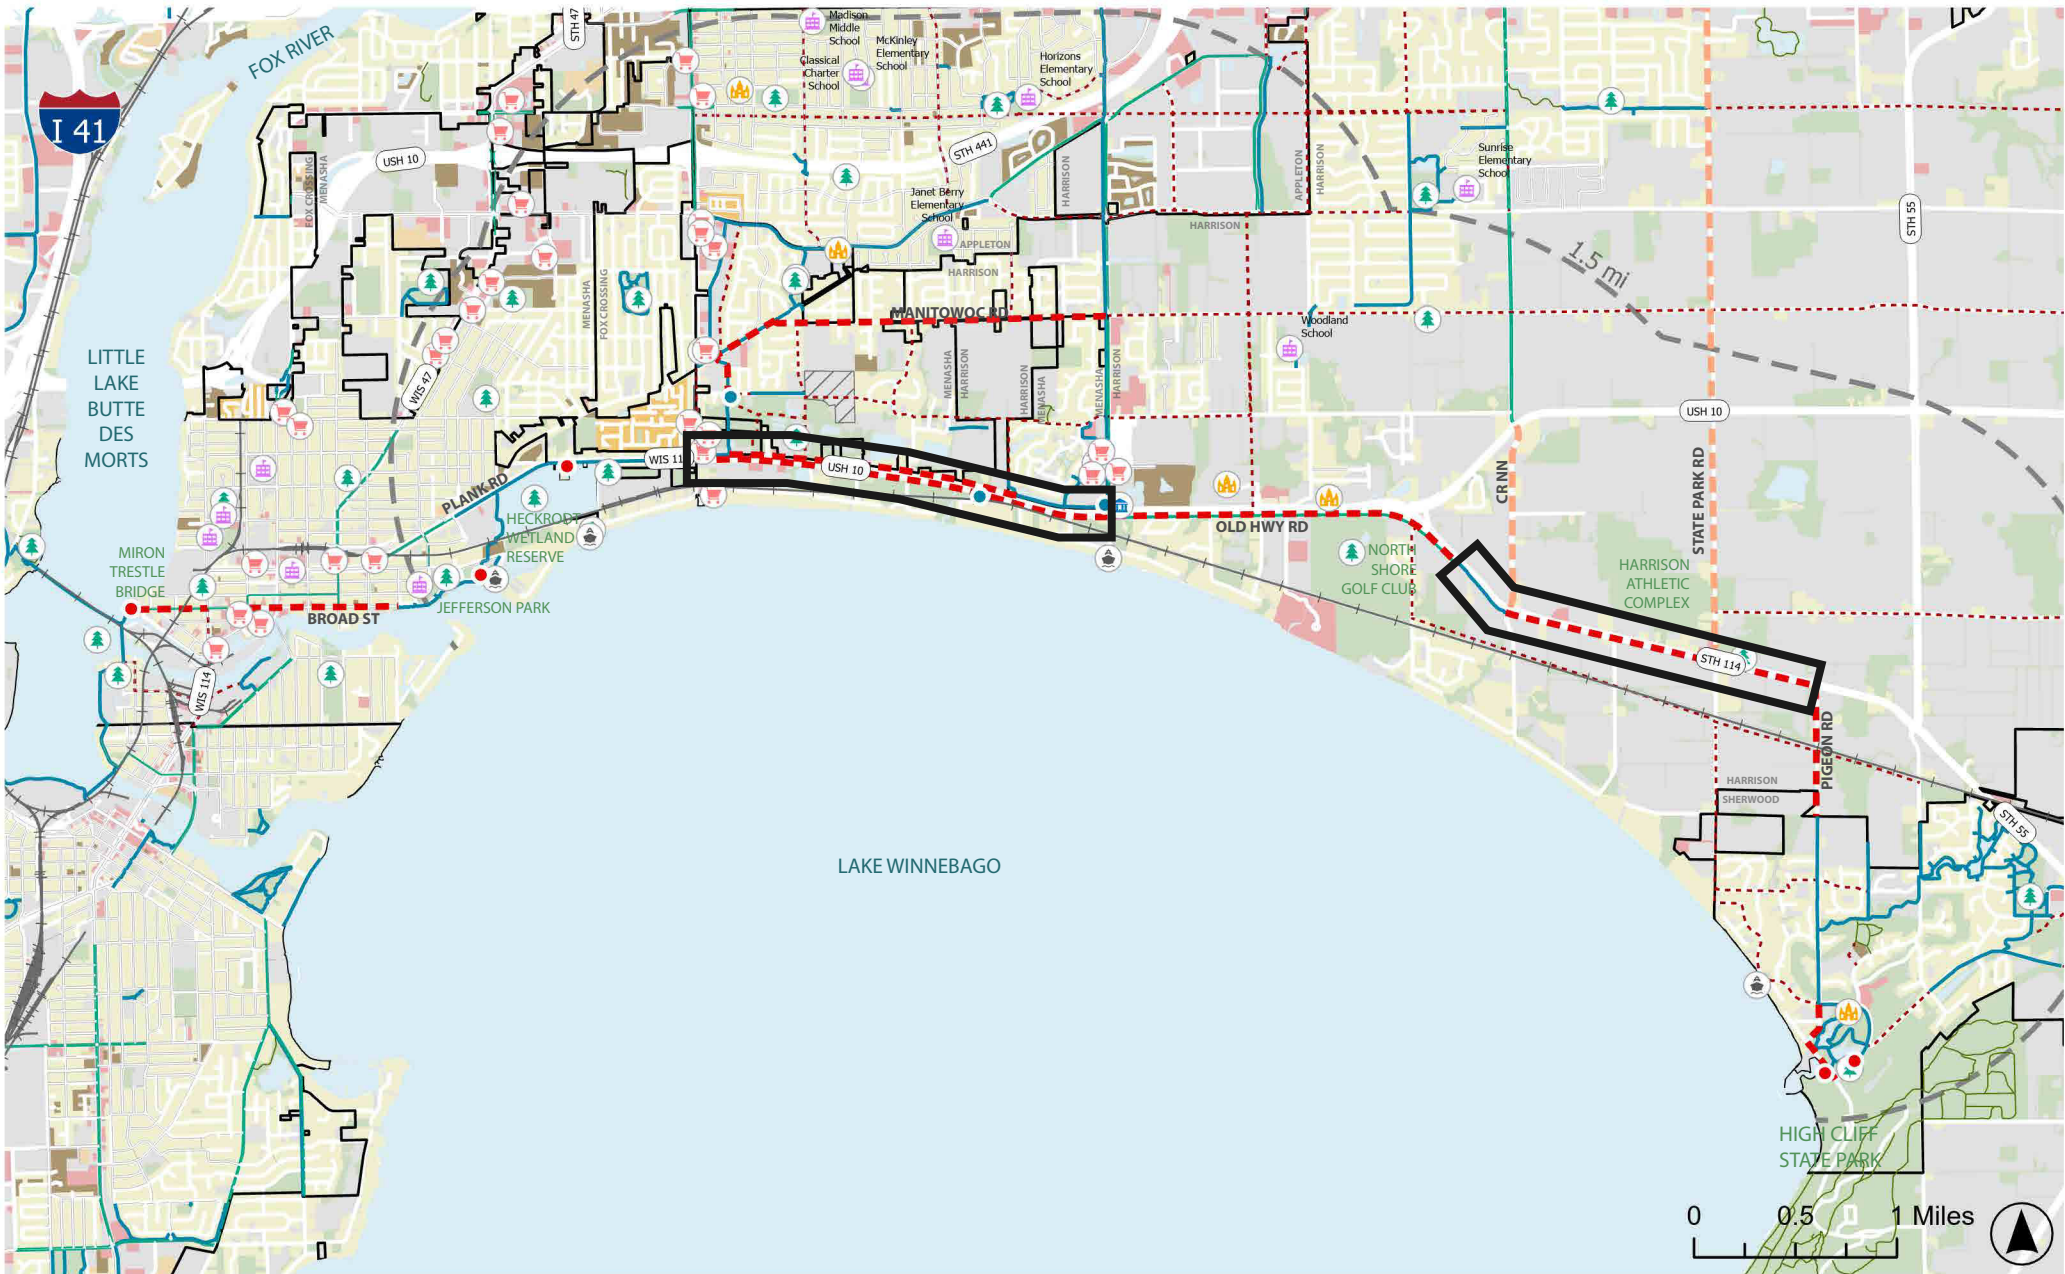 STH 47
Madison
Middle
School
McKinley
Elementary
School
Classical
Charter
School
Horizons
Elementary
School
FOX RIVER
I 41
USH 10
STH 441
FOX CROSSING
MENASHA
HARRISON
APPLETON
HARRISON
Sunrise
Elementary
School
Janet Berry
Elementary
School
APPLETON
HARRISON
HARRISON
STH 55
1.5 mi
MENASHA
FOX CROSSING
MANITOWOC RD
Woodland
School
LITTLE
LAKE
BUTTE
DES
MORTS
WIS 47
MENASHA
HARRISON
HARRISON
MENASHA
MENASHA
HARRISON
USH 10
WIS 11
USH 10
PLANK RD
CR NN
STATE PARK RD
HECKRODT
WETLAND
RESERVE
OLD HWY RD
NORTH
SHORE
GOLF CLUB
HARRISON
ATHLETIC
COMPLEX
MIRON
TRESTLE
BRIDGE
JEFFERSON PARK
BROAD ST
STH 114
WIS 114
PIGEON RD
HARRISON
SHERWOOD
STH 55
LAKE WINNEBAGO
HIGH CLIFF
STATE PARK
0 0.5 1 Miles